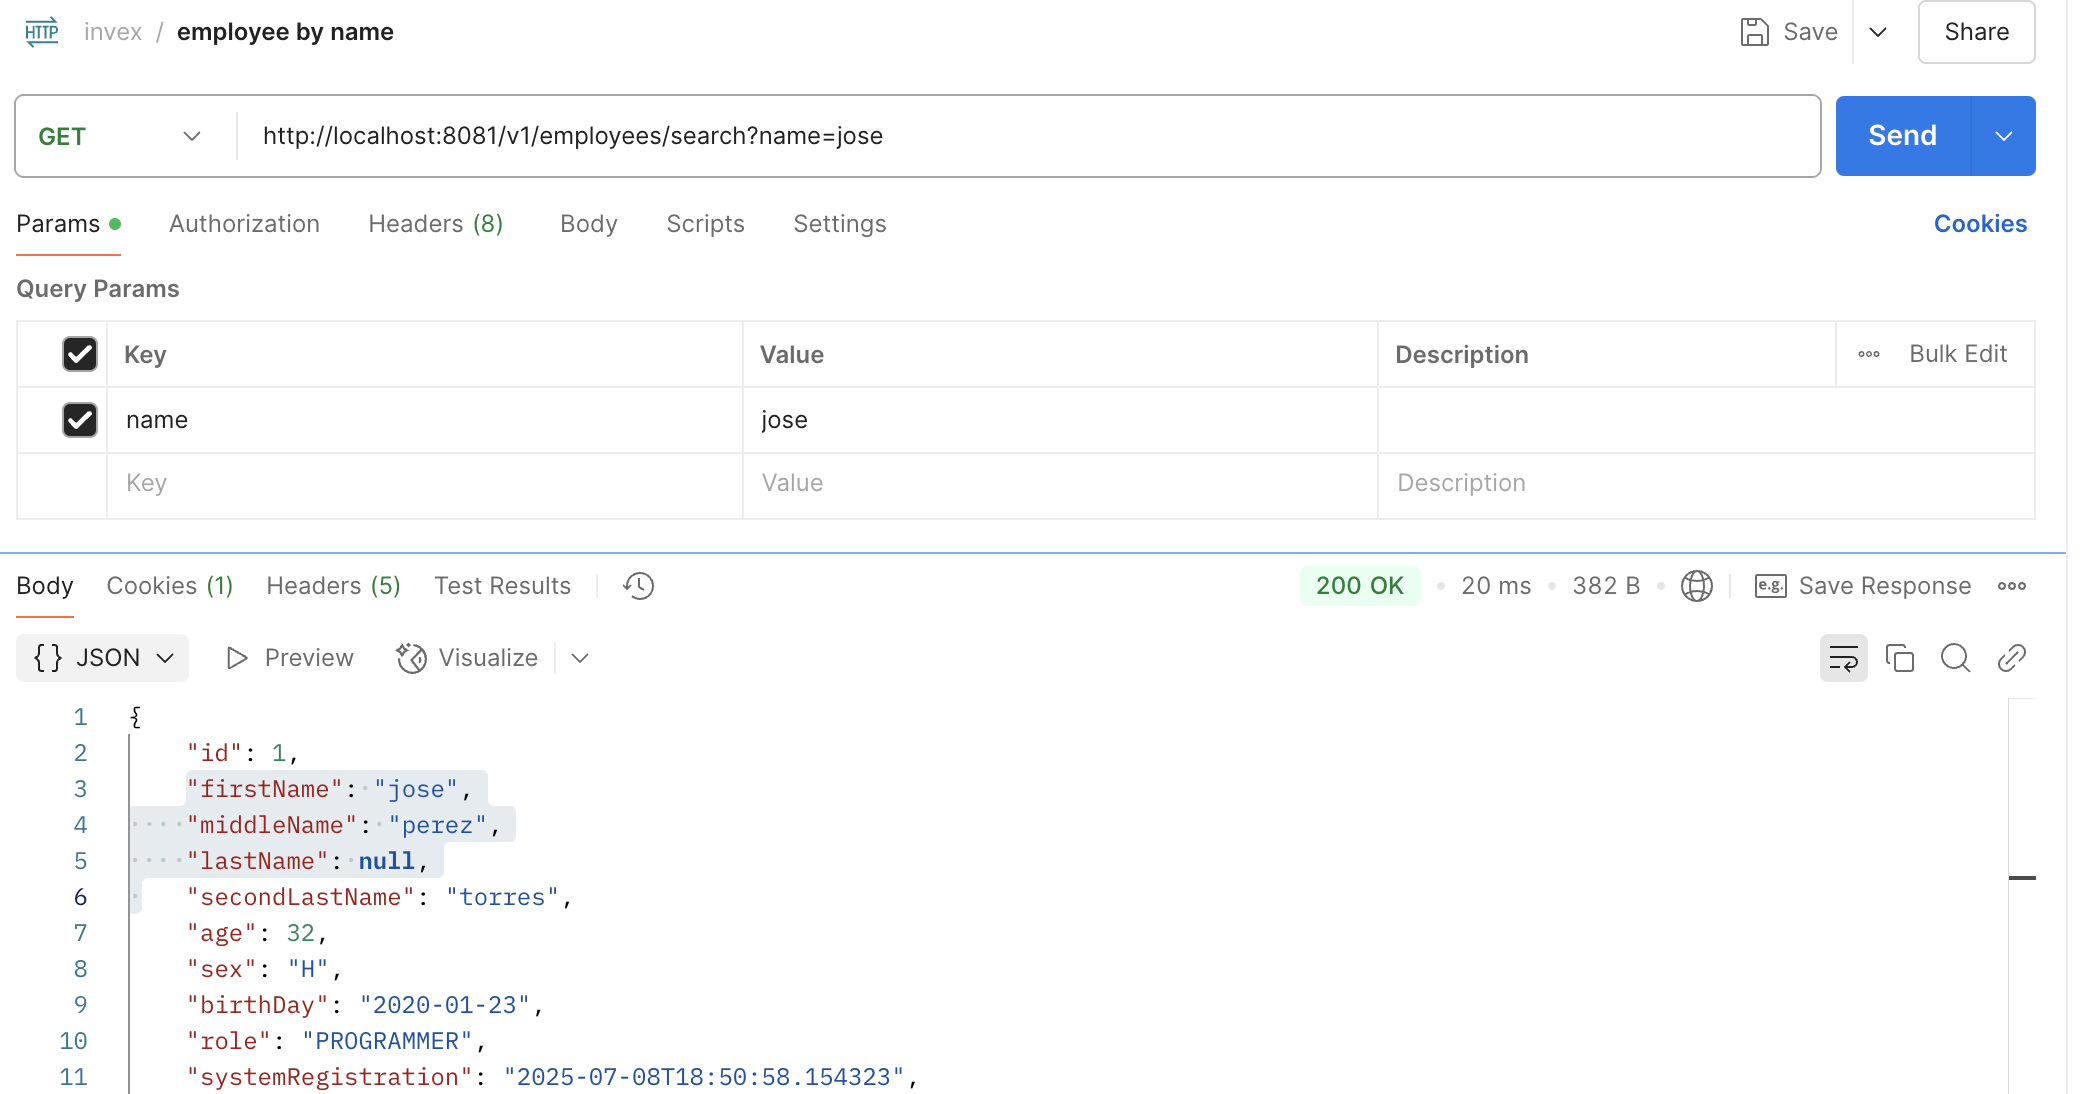 HTTP invex / employee by name Save Share
GET http://localhost:8081/v1/employees/search?name=jose Send
Params Authorization Headers (8) Body Scripts Settings Cookies
Query Params
Key Value Description Bulk Edit
name jose
Key Value Description
Body Cookies (1) Headers (5) Test Results 200 OK 20 ms 382 B e.g. Save Response
{} JSON Preview Visualize
1 {
2 "id": 1,
3 "firstName": "jose",
4 "middleName": "perez",
5 "lastName": null,
6 "secondLastName": "torres",
7 "age": 32,
8 "sex": "H",
9 "birthDay": "2020-01-23",
10 "role": "PROGRAMMER",
11 "systemRegistration": "2025-07-08T18:50:58.154323",